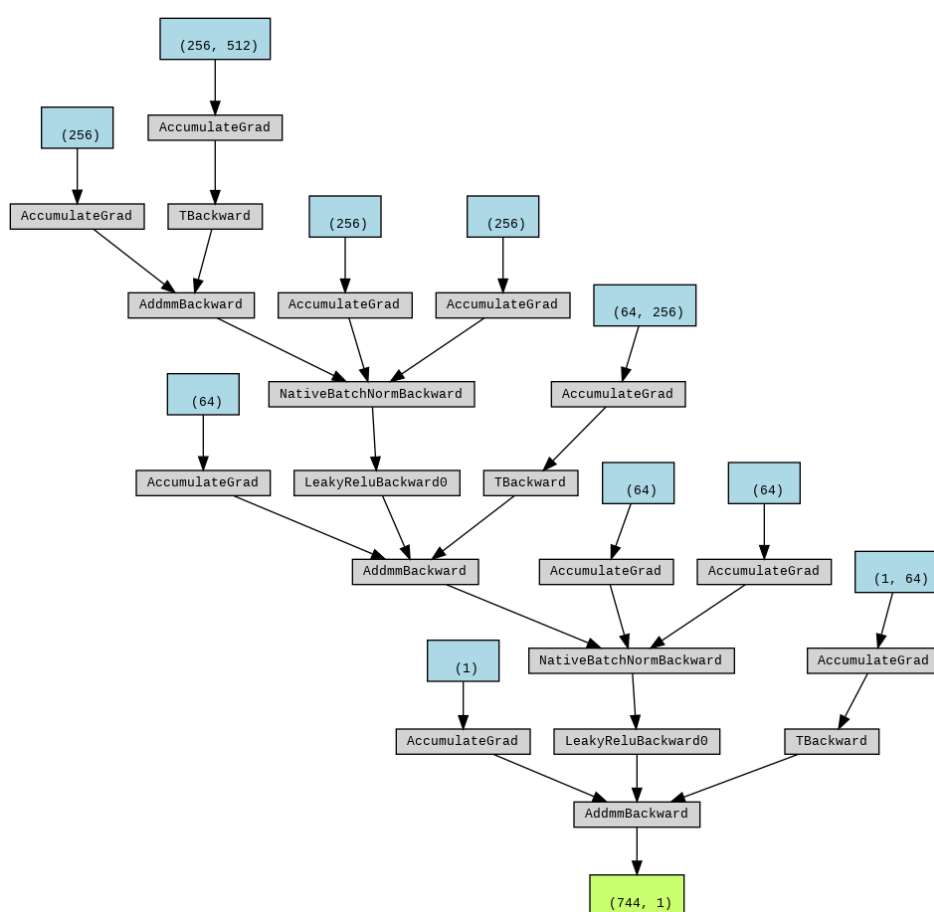 (256, 512)
(256)
AccumulateGrad
AccumulateGrad
TBackward
(256)
(256)
AddmmBackward
AccumulateGrad
AccumulateGrad
(64, 256)
(64)
NativeBatchNormBackward
AccumulateGrad
AccumulateGrad
LeakyReluBackward0
TBackward
(64)
(64)
AddmmBackward
AccumulateGrad
AccumulateGrad
(1, 64)
(1)
NativeBatchNormBackward
AccumulateGrad
AccumulateGrad
LeakyReluBackward0
TBackward
AddmmBackward
(744, 1)